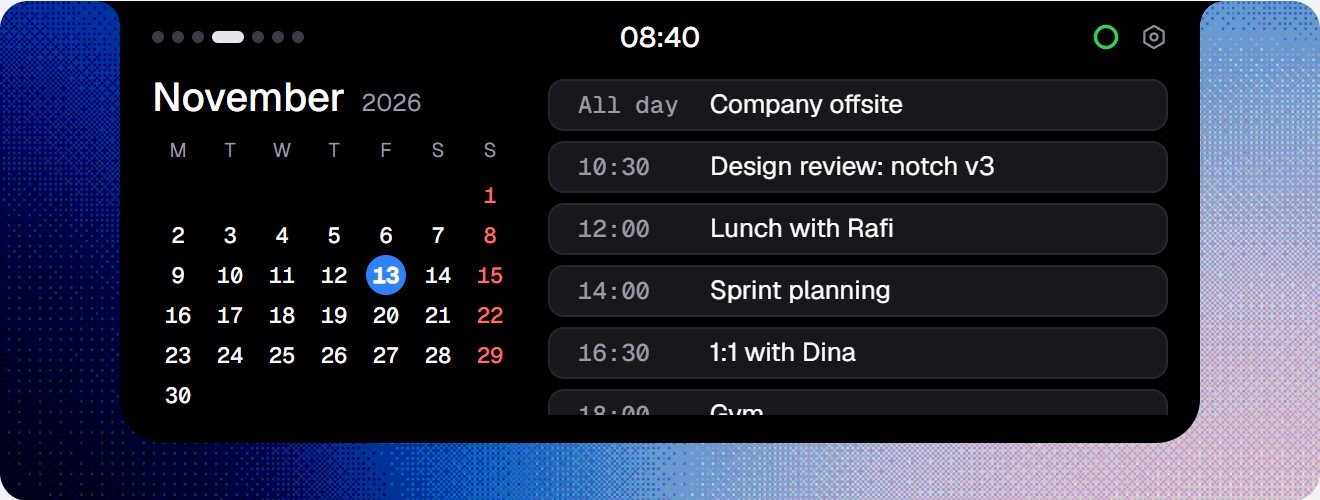 08:40
November 2026
M T W T F S S
1
2 3 4 5 6 7 8
9 10 11 12 13 14 15
16 17 18 19 20 21 22
23 24 25 26 27 28 29
30
All day Company offsite
10:30 Design review: notch v3
12:00 Lunch with Rafi
14:00 Sprint planning
16:30 1:1 with Dina
18:00 Gym